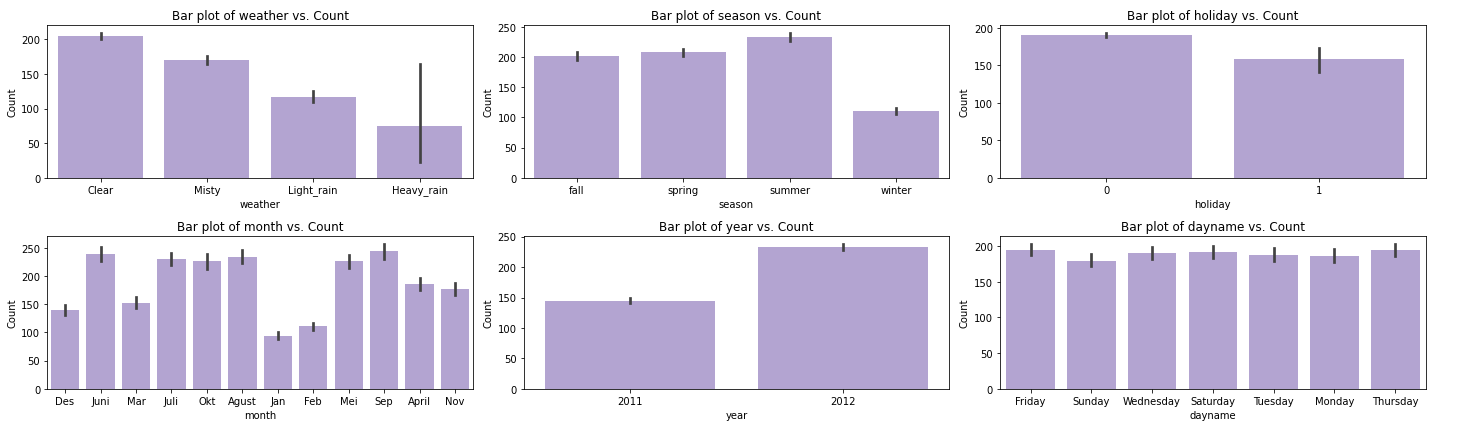 Bar plot of weather vs. Count
200
150
100
50
0
Count
Clear Misty Light_rain Heavy_rain
weather
Bar plot of season vs. Count
250
200
150
100
50
0
Count
fall spring summer winter
season
Bar plot of holiday vs. Count
200
150
100
50
0
Count
0 1
holiday
Bar plot of month vs. Count
250
200
150
100
50
0
Count
Des Juni Mar Juli Okt Agust Jan Feb Mei Sep April Nov
month
Bar plot of year vs. Count
250
200
150
100
50
0
Count
2011 2012
year
Bar plot of dayname vs. Count
200
150
100
50
0
Count
Friday Sunday Wednesday Saturday Tuesday Monday Thursday
dayname